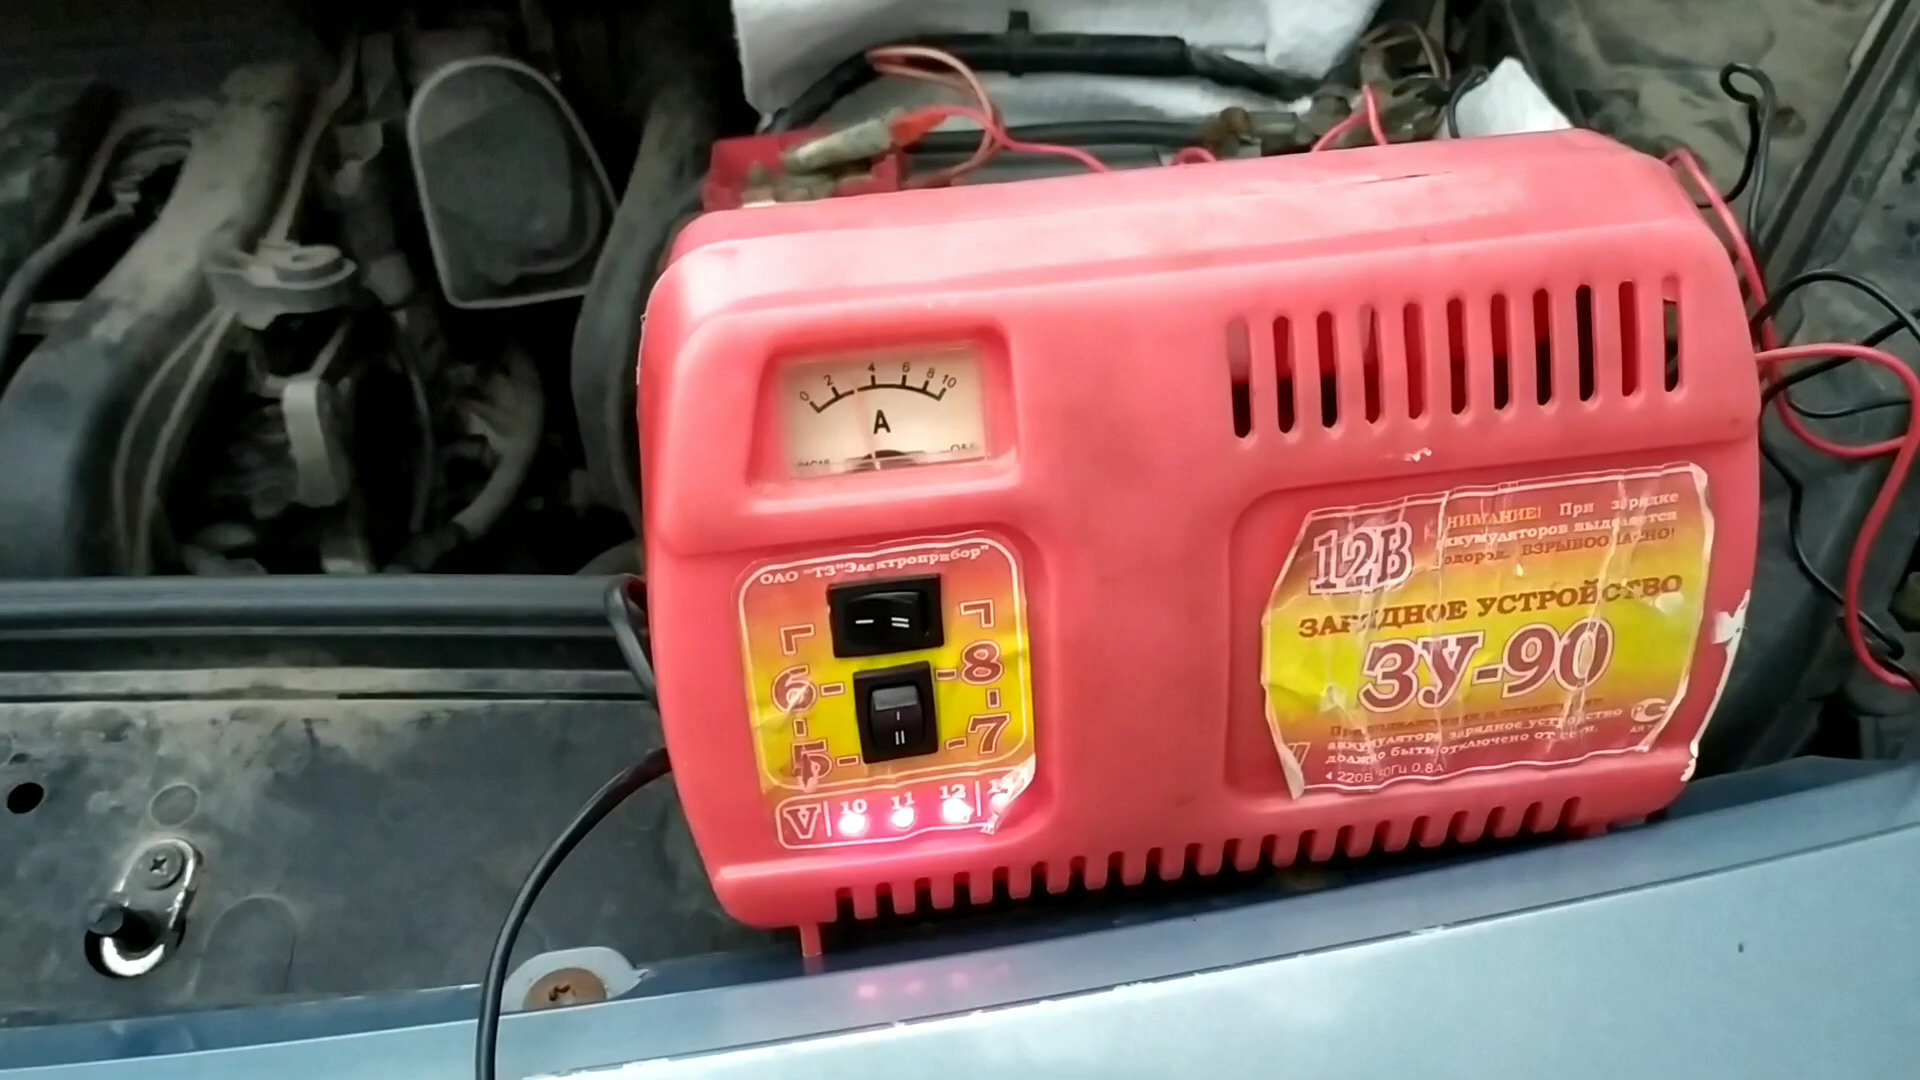 0 2 4 6 8 10
A
ОАО "ТЗ"Электроприбор"
— =
6 - 8
I
II
5 - 7
V 10 11 12
12В
ВНИМАНИЕ! При зарядке
аккумуляторов выделяется
водород. ВЗРЫВООПАСНО!
ЗАРЯДНОЕ УСТРОЙСТВО
ЗУ-90
аккумулятора зарядное устройство
должно быть отключено от сети.
220В 50Гц 0,8А